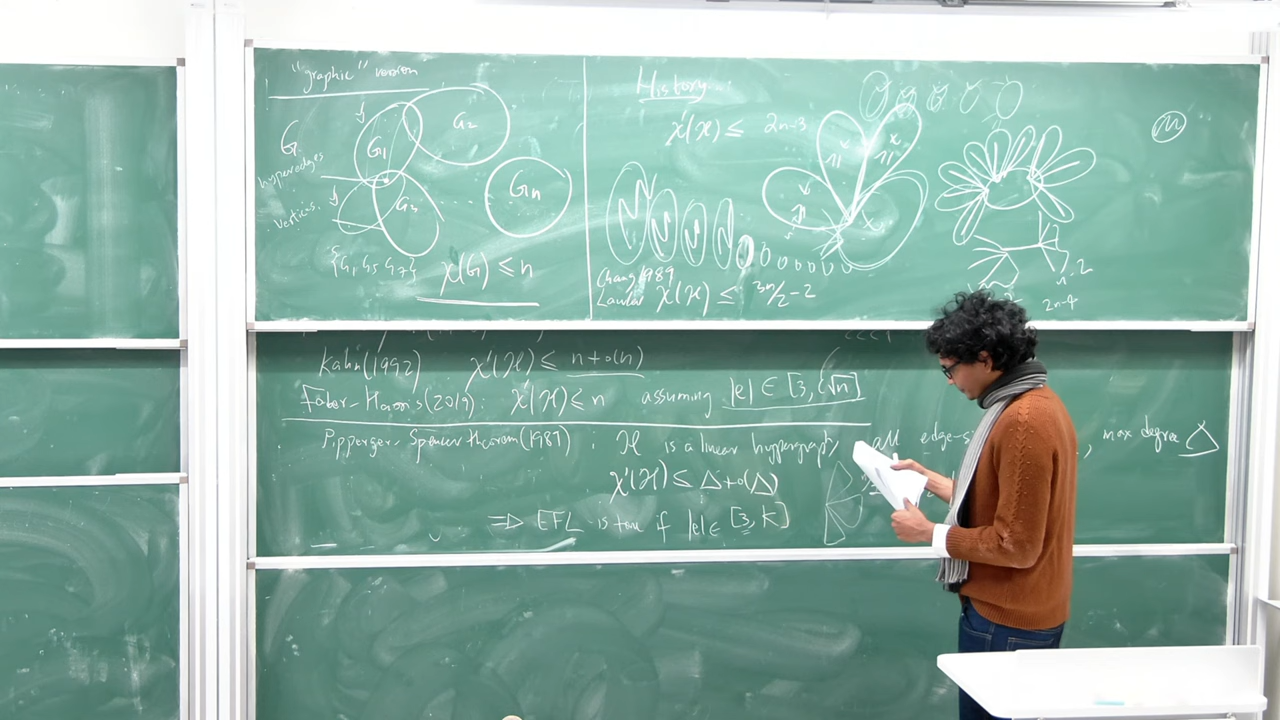 "graphic" version
G
hyperedges
vertices.
G₁
G₂
G₃
Gₙ
{G₁ G₅ G₇}
χ(G) ≤ n
History.
χ'(ℋ) ≤ 2n-3
x
x
x
Chang 1989
Lawler χ'(ℋ) ≤ 3n/2 -2
n-2
2n-4
m
Kahn(1992) χ'(ℋ) ≤ n+o(n)
Faber-Harris(2019): χ'(ℋ) ≤ n assuming |e| ∈ [3, c√n]
Pipperger-Spencer theorem(1987) : ℋ is a linear hypergraph, all edge-s , max degree Δ
χ'(ℋ) ≤ Δ+o(Δ)
⇒ EFL is true if |e| ∈ [3, k]